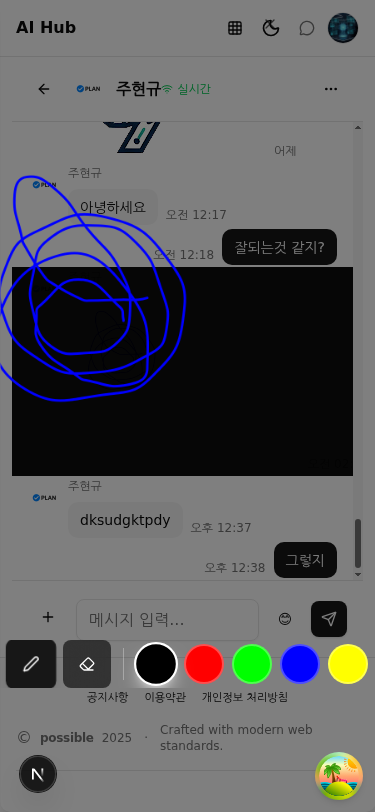 AI Hub
PLAN 주현규 실시간
어제
주현규
PLAN
안녕하세요 오전 12:17
오전 12:18 잘되는것 같지?
주현규
PLAN
dksudgktpdy 오후 12:37
오후 12:38 그렇지
메시지 입력...
공지사항 이용약관 개인정보 처리방침
© possible 2025 · Crafted with modern web
standards.
N